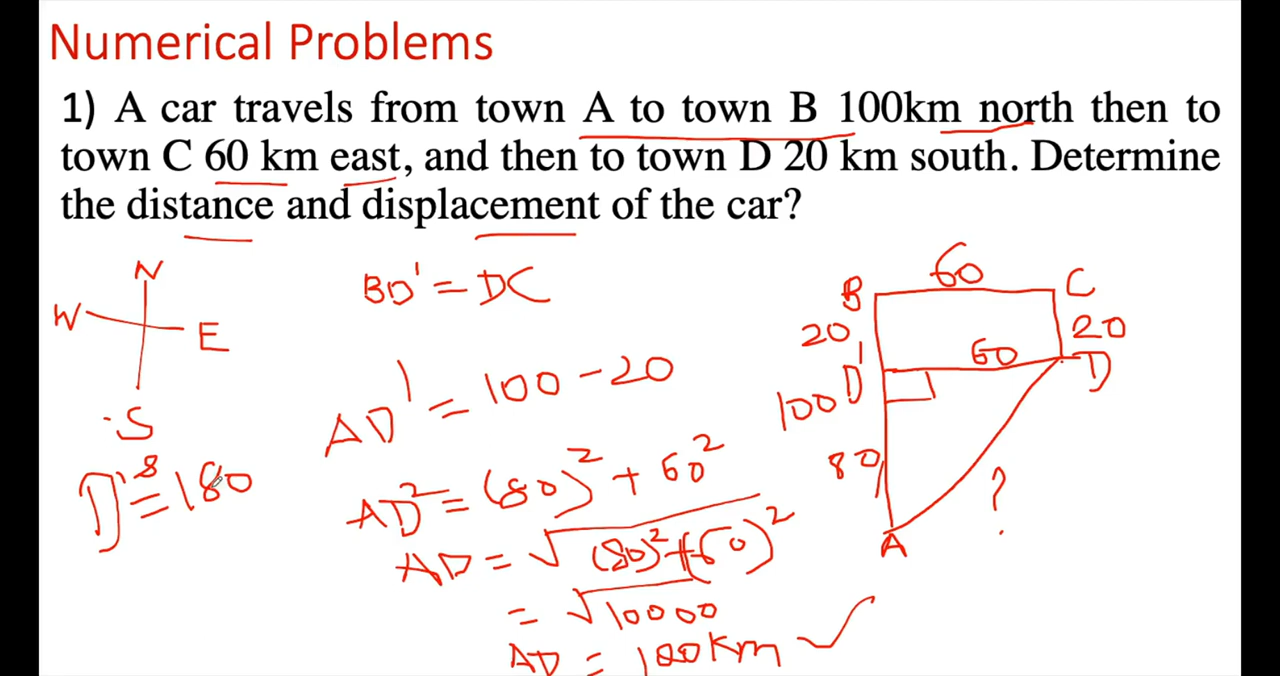 Numerical Problems
1) A car travels from town A to town B 100km north then to
town C 60 km east, and then to town D 20 km south. Determine
the distance and displacement of the car?
N
W
E
S
BD' = DC
AD' = 100 - 20
AD² = (80)² + 60²
AD = √(80)² + (60)²
= √10000
AD = 100 km
= 180
B
60
C
20
20
D'
60
D
100
80
?
A